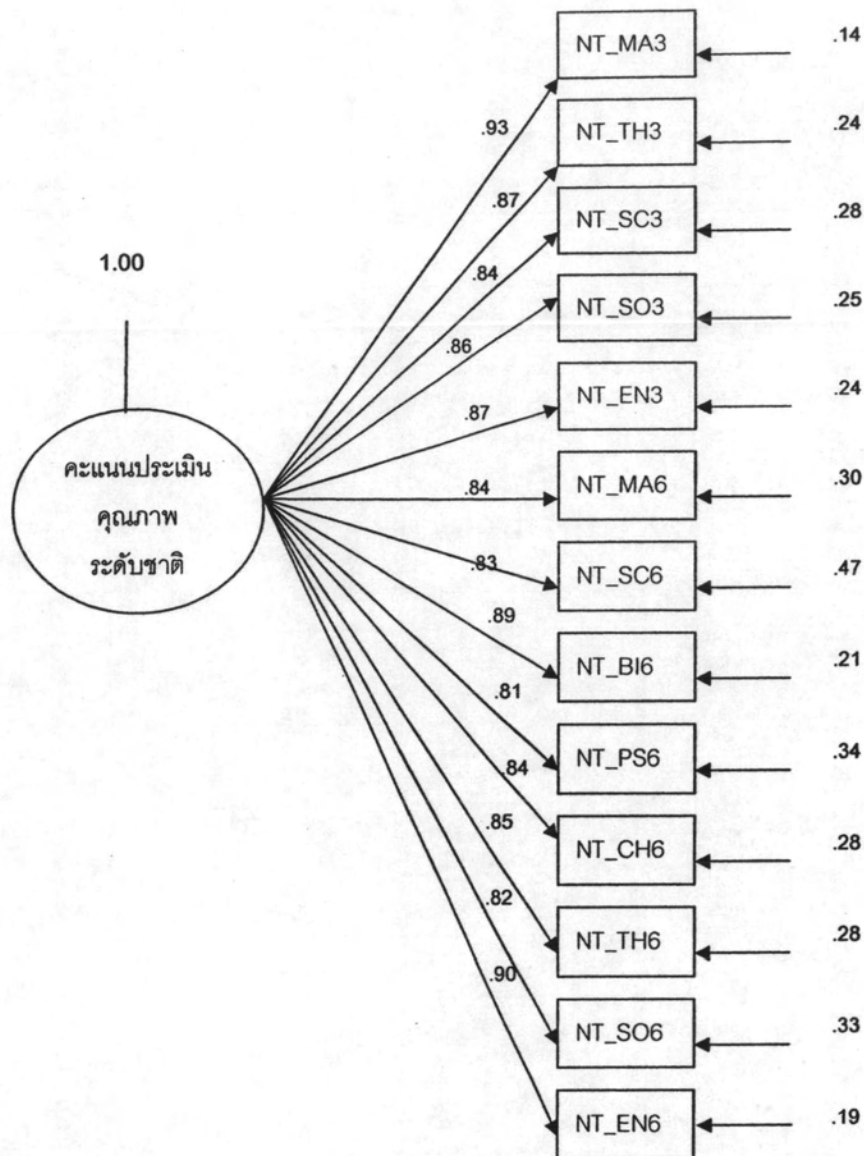 NT_MA3
.14
.93
NT_TH3
.24
.87
NT_SC3
.28
1.00
.84
NT_SO3
.25
.86
NT_EN3
.24
.87
คะแนนประเมิน
คุณภาพ
ระดับชาติ
.84
NT_MA6
.30
.83
NT_SC6
.47
.89
NT_BI6
.21
.81
NT_PS6
.34
.84
NT_CH6
.28
.85
NT_TH6
.28
.82
NT_SO6
.33
.90
NT_EN6
.19